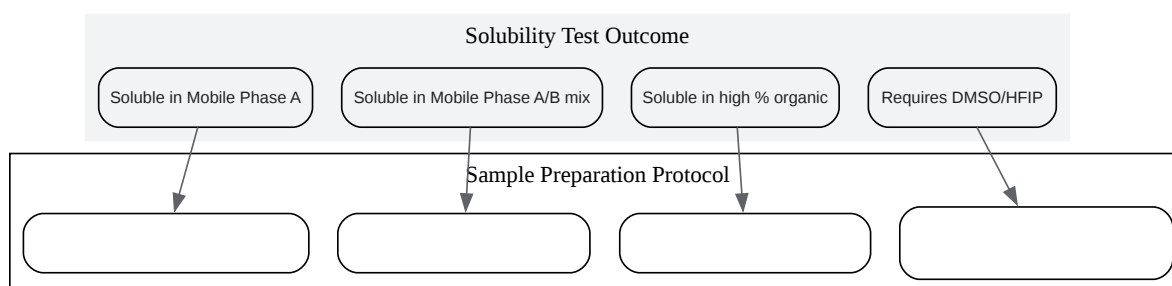 Solubility Test Outcome
Soluble in Mobile Phase A
Soluble in Mobile Phase A/B mix
Soluble in high % organic
Requires DMSO/HFIP
Sample Preparation Protocol